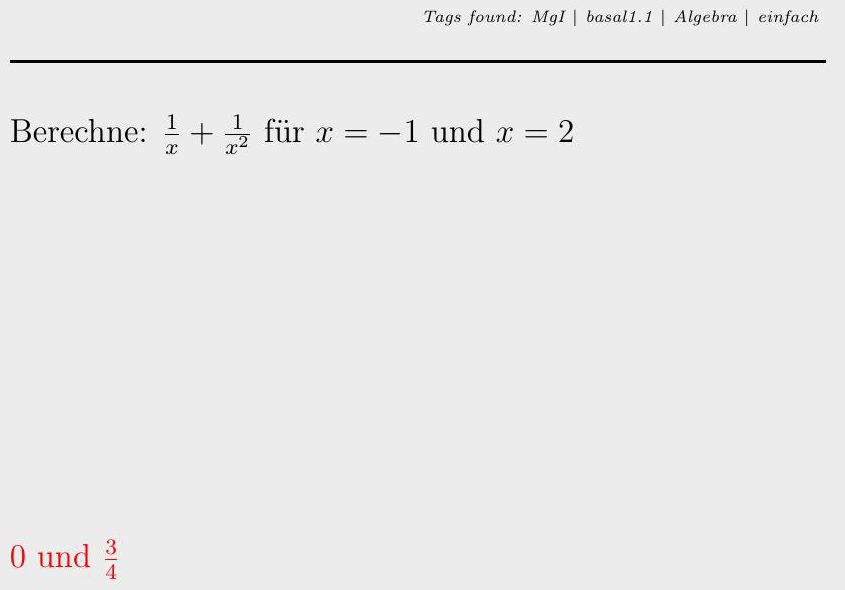 Tags found: MgI | basal1.1 | Algebra | einfach
Berechne: $\frac{1}{x} + \frac{1}{x^2}$ für $x = -1$ und $x = 2$
0 und $\frac{3}{4}$